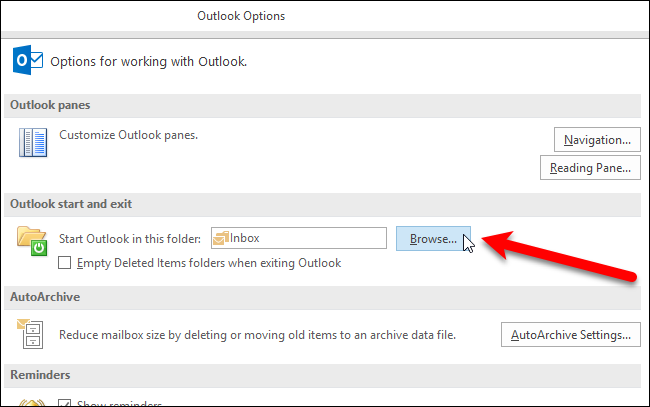 Outlook Options
Options for working with Outlook.
Outlook panes
Customize Outlook panes.
Navigation...
Reading Pane...
Outlook start and exit
Start Outlook in this folder: Inbox Browse...
Empty Deleted Items folders when exiting Outlook
AutoArchive
Reduce mailbox size by deleting or moving old items to an archive data file. AutoArchive Settings...
Reminders
Show reminders